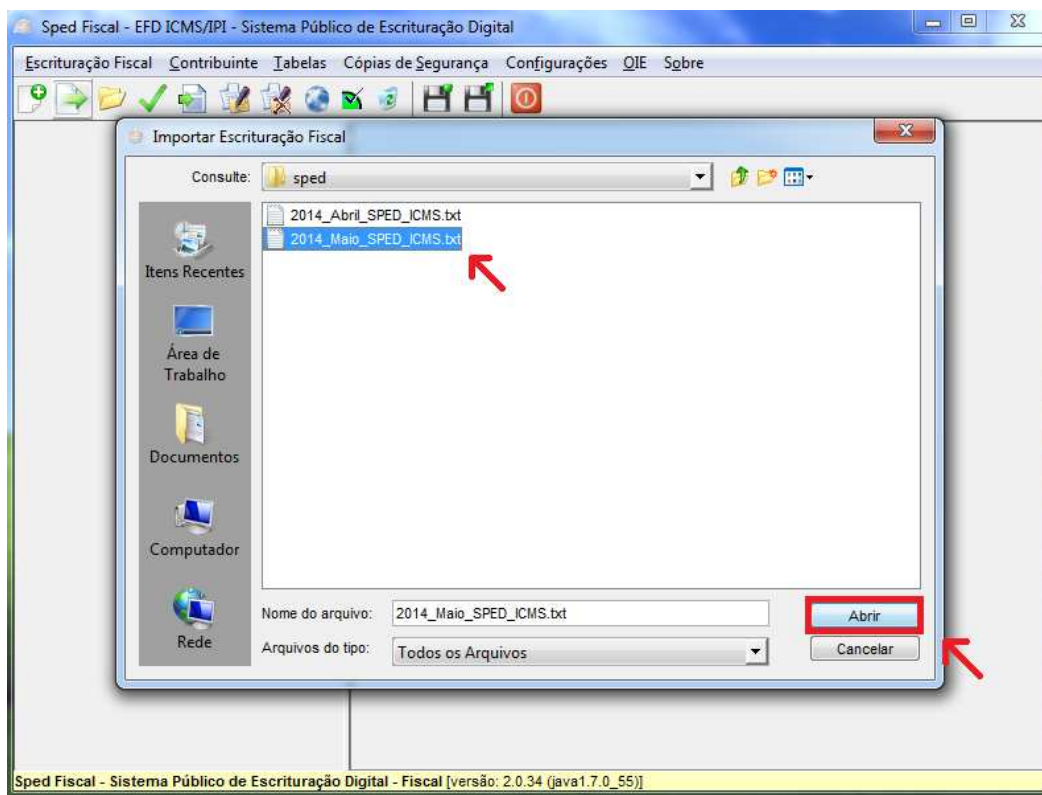 Sped Fiscal - EFD ICMS/IPI - Sistema Público de Escrituração Digital
Escrituração Fiscal Contribuinte Tabelas Cópias de Segurança Configurações OIE Sobre
Importar Escrituração Fiscal
Consulte: sped
2014_Abril_SPED_ICMS.txt
2014_Maio_SPED_ICMS.txt
Itens Recentes
Área de
Trabalho
Documentos
Computador
Rede
Nome do arquivo: 2014_Maio_SPED_ICMS.txt Abrir
Arquivos do tipo: Todos os Arquivos Cancelar
Sped Fiscal - Sistema Público de Escrituração Digital - Fiscal [versão: 2.0.34 (java1.7.0_55)]